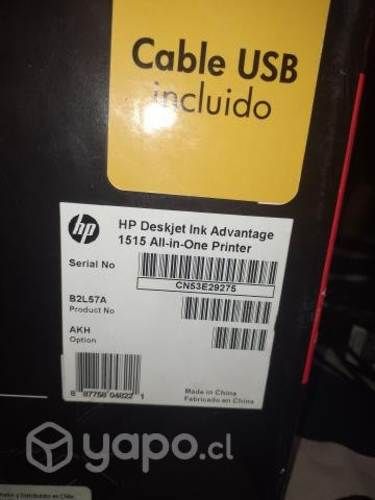 Cable USB
incluido
hp
HP Deskjet Ink Advantage
1515 All-in-One Printer
Serial No
CN53E29275
B2L57A
Product No
AKH
Option
Made in China
Fabricado en China
yapo.cl